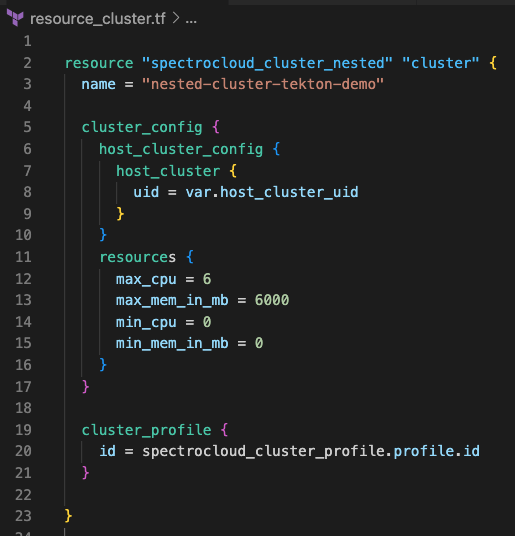 resource_cluster.tf > ...
1
2 resource "spectrocloud_cluster_nested" "cluster" {
3   name = "nested-cluster-tekton-demo"
4
5   cluster_config {
6     host_cluster_config {
7       host_cluster {
8         uid = var.host_cluster_uid
9       }
10     }
11     resources {
12       max_cpu = 6
13       max_mem_in_mb = 6000
14       min_cpu = 0
15       min_mem_in_mb = 0
16     }
17   }
18
19   cluster_profile {
20     id = spectrocloud_cluster_profile.profile.id
21   }
22
23 }
24